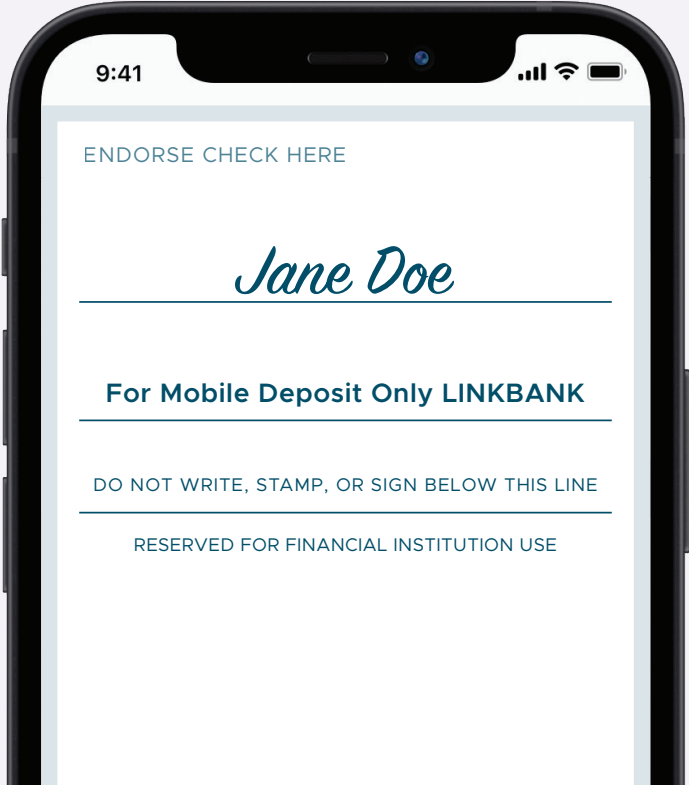 9:41
ENDORSE CHECK HERE
Jane Doe
For Mobile Deposit Only LINKBANK
DO NOT WRITE, STAMP, OR SIGN BELOW THIS LINE
RESERVED FOR FINANCIAL INSTITUTION USE